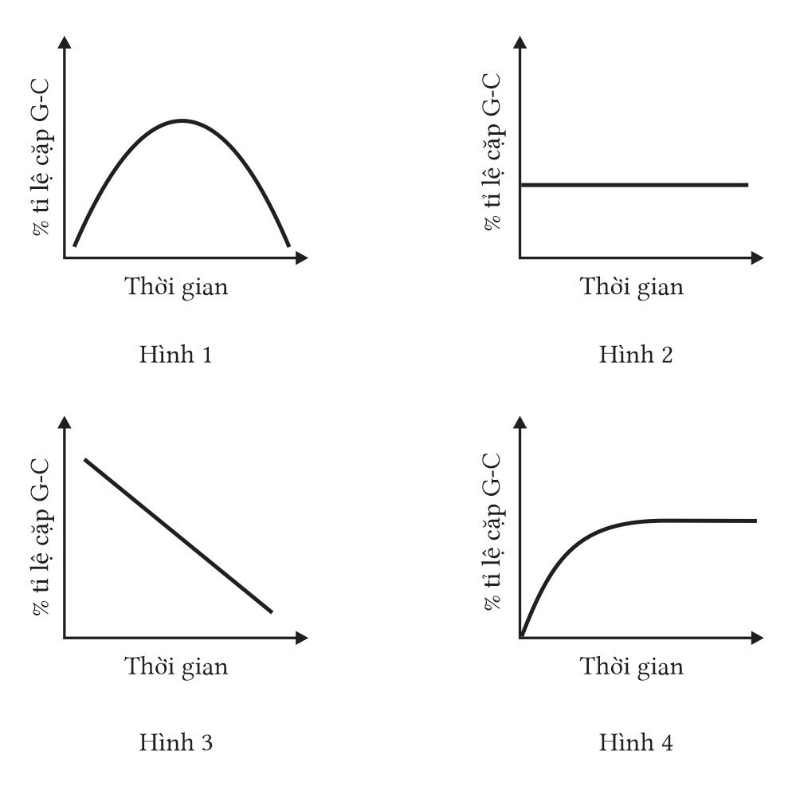 % tỉ lệ cặp G-C
Thời gian
Hình 1
% tỉ lệ cặp G-C
Thời gian
Hình 2
% tỉ lệ cặp G-C
Thời gian
Hình 3
% tỉ lệ cặp G-C
Thời gian
Hình 4